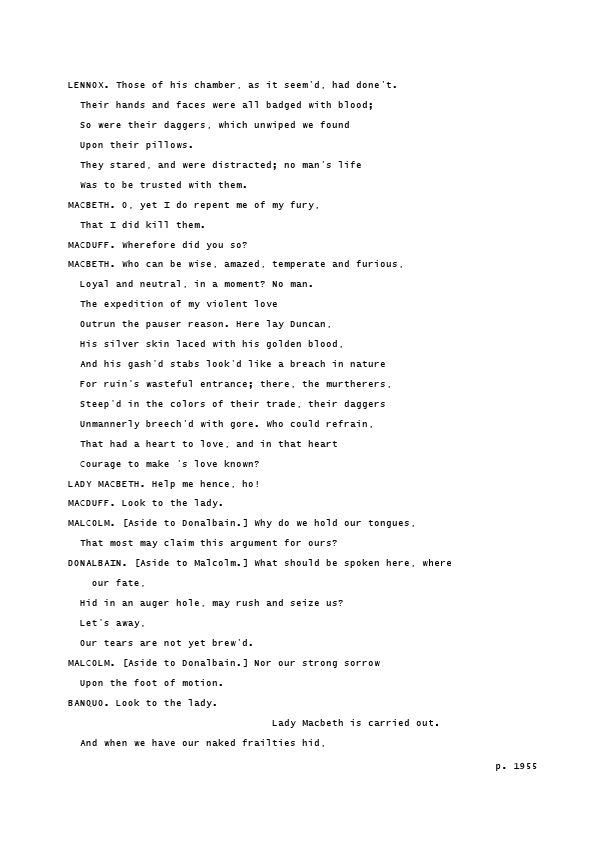 LENNOX. Those of his chamber, as it seem'd, had done't.
Their hands and faces were all badged with blood;
So were their daggers, which unwiped we found
Upon their pillows.
They stared, and were distracted; no man's life
Was to be trusted with them.
MACBETH. O, yet I do repent me of my fury,
That I did kill them.
MACDUFF. Wherefore did you so?
MACBETH. Who can be wise, amazed, temperate and furious,
Loyal and neutral, in a moment? No man.
The expedition of my violent love
Outrun the pauser reason. Here lay Duncan,
His silver skin laced with his golden blood,
And his gash'd stabs look'd like a breach in nature
For ruin's wasteful entrance; there, the murtherers,
Steep'd in the colors of their trade, their daggers
Unmannerly breech'd with gore. Who could refrain,
That had a heart to love, and in that heart
Courage to make 's love known?
LADY MACBETH. Help me hence, ho!
MACDUFF. Look to the lady.
MALCOLM. [Aside to Donalbain.] Why do we hold our tongues,
That most may claim this argument for ours?
DONALBAIN. [Aside to Malcolm.] What should be spoken here, where
our fate,
Hid in an auger hole, may rush and seize us?
Let's away,
Our tears are not yet brew'd.
MALCOLM. [Aside to Donalbain.] Nor our strong sorrow
Upon the foot of motion.
BANQUO. Look to the lady.
Lady Macbeth is carried out.
And when we have our naked frailties hid,
p. 1955